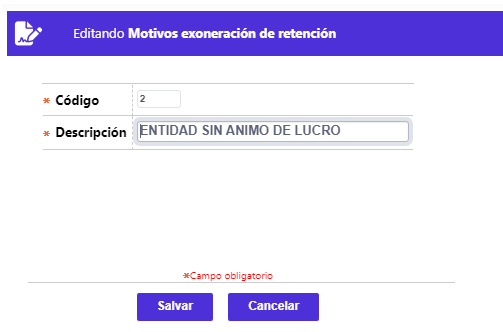 Editando Motivos exoneración de retención
* Código 2
* Descripción ENTIDAD SIN ANIMO DE LUCRO
*Campo obligatorio
Salvar Cancelar